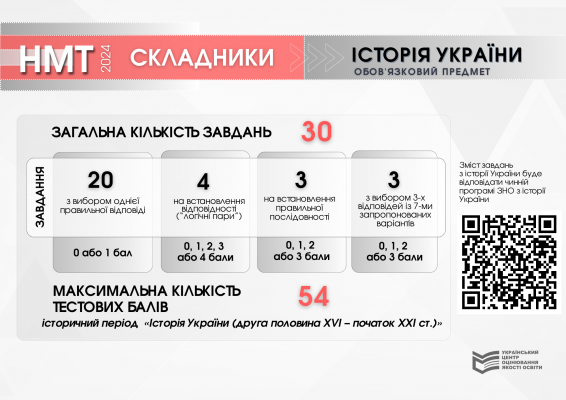 НМТ 2024 СКЛАДНИКИ ІСТОРІЯ УКРАЇНИ
ОБОВ'ЯЗКОВИЙ ПРЕДМЕТ
ЗАГАЛЬНА КІЛЬКІСТЬ ЗАВДАНЬ 30
ЗАВДАННЯ
20
з вибором однієї
правильної відповіді
0 або 1 бал
4
на встановлення
відповідності
("логічні пари")
0, 1, 2, 3
або 4 бали
3
на встановлення
правильної
послідовності
0, 1, 2
або 3 бали
3
з вибором 3-х
відповідей із 7-ми
запропонованих
варіантів
0, 1, 2
або 3 бали
Зміст завдань
з історії України буде
відповідати чинній
програмі ЗНО з історії
України
МАКСИМАЛЬНА КІЛЬКІСТЬ
ТЕСТОВИХ БАЛІВ 54
історичний період «Історія України (друга половина XVI – початок XXI ст.)»
УКРАЇНСЬКИЙ
ЦЕНТР
ОЦІНЮВАННЯ
ЯКОСТІ ОСВІТИ